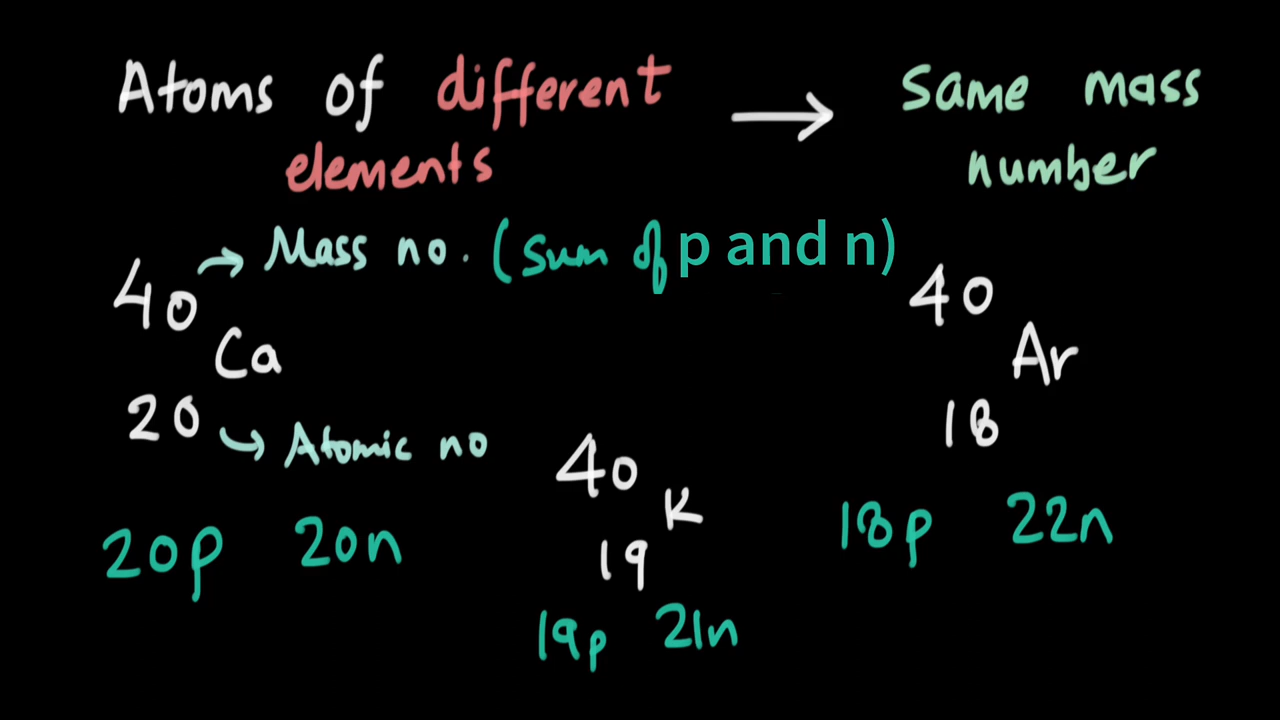 Atoms of different → Same mass
elements number
→ Mass no. (sum of p and n)
40 Ca
20 → Atomic no
20p 20n
40 K
19
19p 21n
40 Ar
18
18p 22n